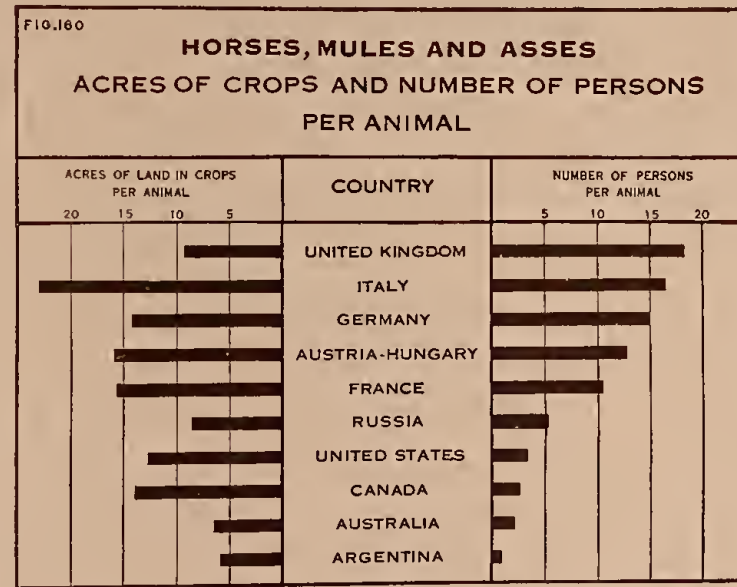 FIG.160
HORSES, MULES AND ASSES
ACRES OF CROPS AND NUMBER OF PERSONS
PER ANIMAL
ACRES OF LAND IN CROPS
PER ANIMAL
20 15 10 5
COUNTRY
NUMBER OF PERSONS
PER ANIMAL
5 10 15 20
UNITED KINGDOM
ITALY
GERMANY
AUSTRIA-HUNGARY
FRANCE
RUSSIA
UNITED STATES
CANADA
AUSTRALIA
ARGENTINA